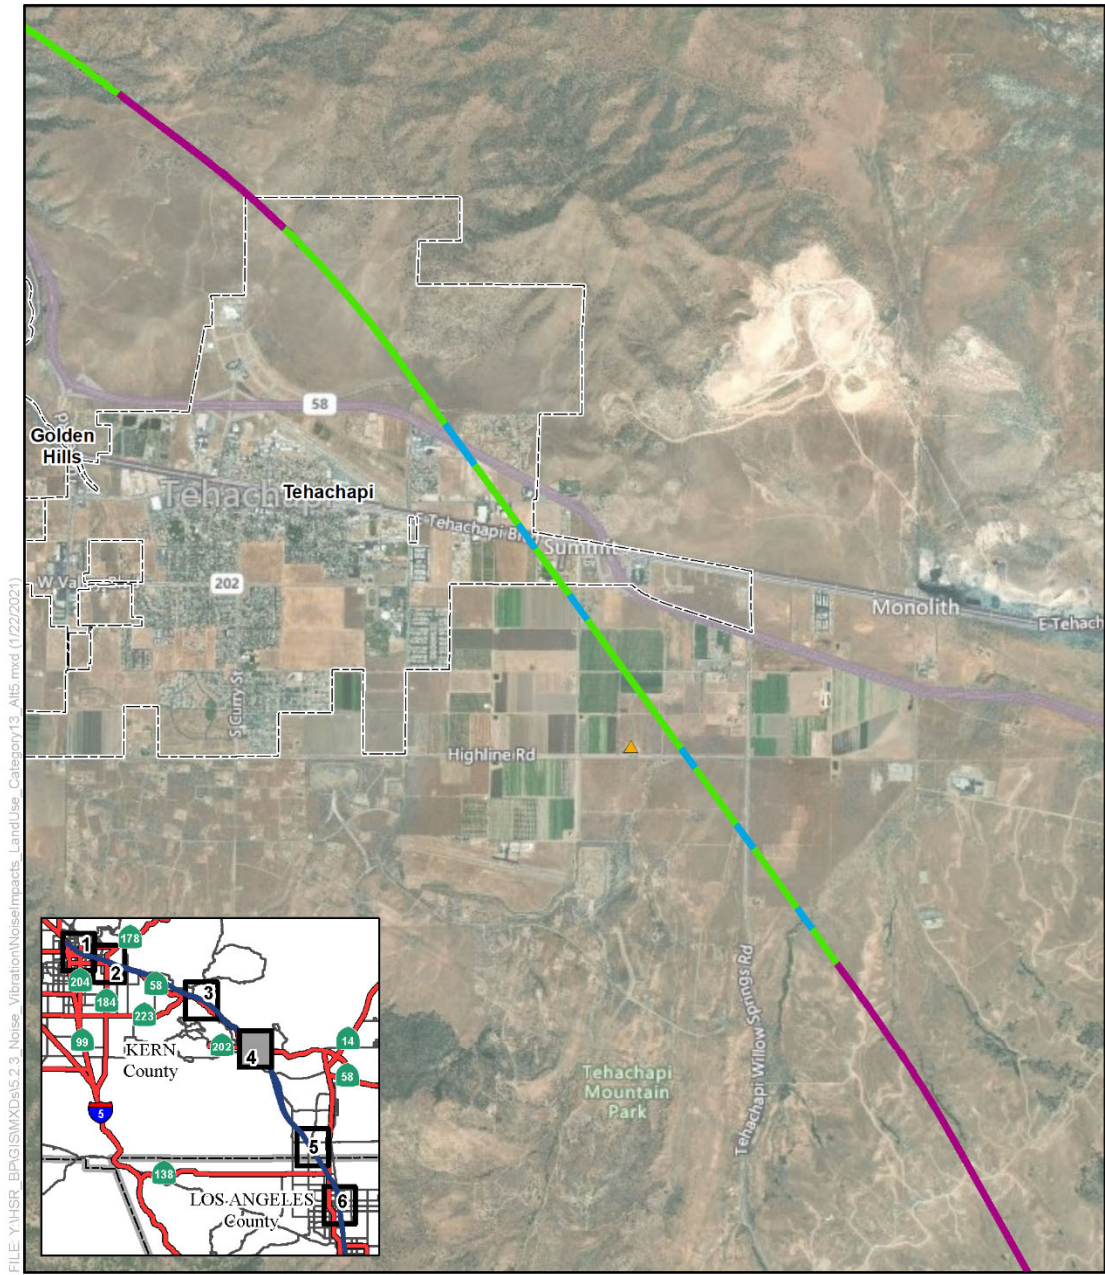 58
Golden
Hills
Tehachapi
Tehachapi
E Tehachapi Bl
Summit
W Va
202
Monolith
E Tehach
S Curry St
Highline Rd
Tehachapi Willow Springs Rd
Tehachapi
Mountain
Park
FILE: Y:\HSR_BP\GIS\MXDs\5.2.3_Noise_Vibration\NoiseImpacts_LandUse_Category13_Alt5.mxd (1/22/2021)
1
178
2
204
58
3
184
223
99
KERN
County
202
4
14
58
5
5
138
LOS ANGELES
County
6